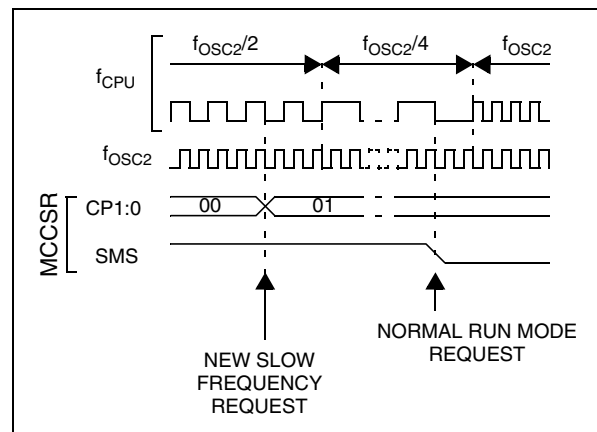 fOSC2/2 fOSC2/4 fOSC2
fCPU
fOSC2
MCCSR
CP1:0 00 01
SMS
NEW SLOW
FREQUENCY
REQUEST
NORMAL RUN MODE
REQUEST